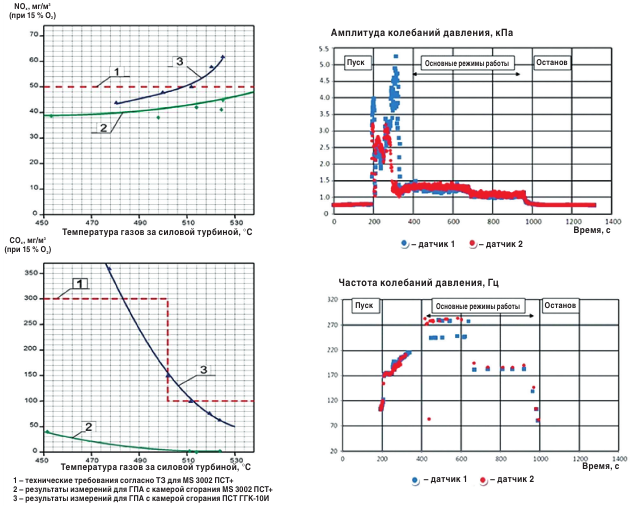 NOₓ, мг/м³
(при 15 % O₂)
70
60
50
40
30
20
10
0
1
2
3
450
470
490
510
530
Температура газов за силовой турбиной, °C
COₓ, мг/м³
(при 15 % O₂)
350
300
250
200
150
100
50
0
1
2
3
450
470
490
510
530
Температура газов за силовой турбиной, °C
1 – технические требования согласно ТЗ для MS 3002 ПСТ+
2 – результаты измерений для ГПА с камерой сгорания MS 3002 ПСТ+
3 – результаты измерений для ГПА с камерой сгорания ПСТ ГГК-10И
Амплитуда колебаний давления, кПа
5.5
5.0
4.5
4.0
3.5
3.0
2.5
2.0
1.5
1.0
0.5
Пуск
Основные режимы работы
Останов
0
200
400
600
800
1000
1200
1400
Время, с
– датчик 1
– датчик 2
Частота колебаний давления, Гц
320
270
220
170
120
70
20
Пуск
Основные режимы работы
Останов
0
200
400
600
800
1000
1200
1400
Время, с
– датчик 1
– датчик 2